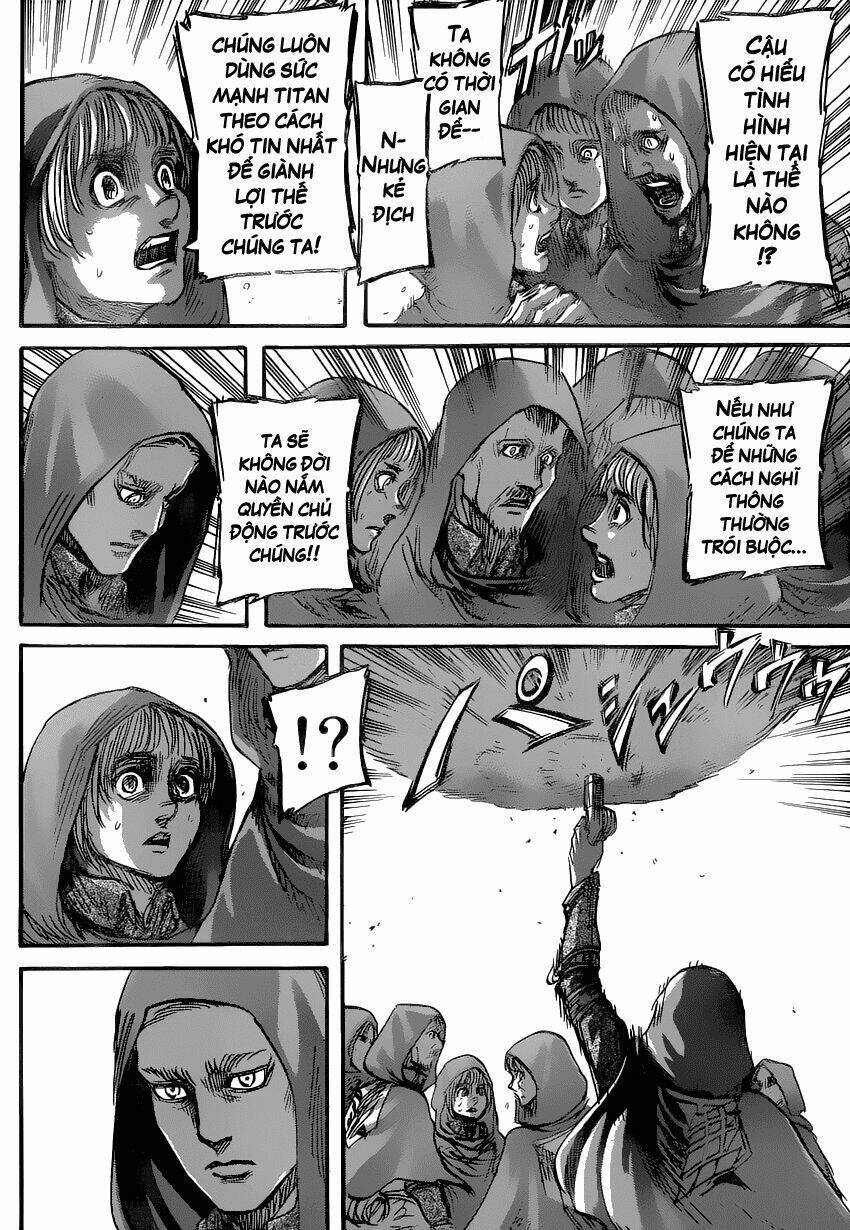 CẬU
CÓ HIỂU
TÌNH
HÌNH
HIỆN TẠI
LÀ THẾ
NÀO
KHÔNG
!?
TA
KHÔNG
CÓ THỜI
GIAN
ĐỂ--
N-
NHƯNG
KẺ
ĐỊCH
CHÚNG LUÔN
DÙNG SỨC
MẠNH TITAN
THEO CÁCH
KHÓ TIN NHẤT
ĐỂ GIÀNH
LỢI THẾ
TRƯỚC
CHÚNG TA!
NẾU NHƯ
CHÚNG TA
ĐỂ NHỮNG
CÁCH NGHĨ
THÔNG
THƯỜNG
TRÓI BUỘC...
TA SẼ
KHÔNG ĐỜI
NÀO NẮM
QUYỀN CHỦ
ĐỘNG TRƯỚC
CHÚNG!!
!?